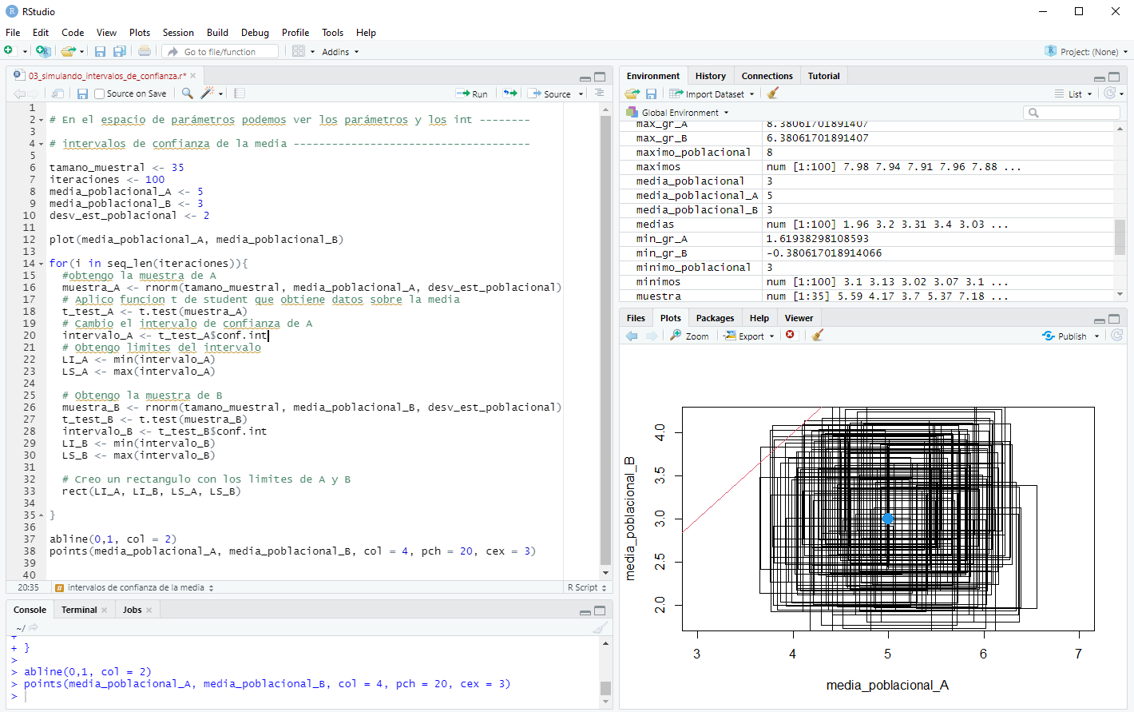 RStudio
File Edit Code View Plots Session Build Debug Profile Tools Help
Go to file/function
Addins
Project: (None)
03_simulando_intervalos_de_confianza.r*
Source on Save
Run
Source
1
2 # En el espacio de parámetros podemos ver los parámetros y los int --------
3
4 # intervalos de confianza de la media -------------------------------------
5
6 tamano_muestral <- 35
7 iteraciones <- 100
8 media_poblacional_A <- 5
9 media_poblacional_B <- 3
10 desv_est_poblacional <- 2
11
12 plot(media_poblacional_A, media_poblacional_B)
13
14 for(i in seq_len(iteraciones)){
15 #obtengo la muestra de A
16 muestra_A <- rnorm(tamano_muestral, media_poblacional_A, desv_est_poblacional)
17 # Aplico funcion t de student que obtiene datos sobre la media
18 t_test_A <- t.test(muestra_A)
19 # Cambio el intervalo de confianza de A
20 intervalo_A <- t_test_A$conf.int
21 # Obtengo limites del intervalo
22 LI_A <- min(intervalo_A)
23 LS_A <- max(intervalo_A)
24
25 # Obtengo la muestra de B
26 muestra_B <- rnorm(tamano_muestral, media_poblacional_B, desv_est_poblacional)
27 t_test_B <- t.test(muestra_B)
28 intervalo_B <- t_test_B$conf.int
29 LI_B <- min(intervalo_B)
30 LS_B <- max(intervalo_B)
31
32 # Creo un rectangulo con los límites de A y B
33 rect(LI_A, LI_B, LS_A, LS_B)
34
35 }
36
37 abline(0,1, col = 2)
38 points(media_poblacional_A, media_poblacional_B, col = 4, pch = 20, cex = 3)
39
40
20:35
# intervalos de confianza de la media
R Script
Console Terminal Jobs
~/
+
+ }
>
> abline(0,1, col = 2)
> points(media_poblacional_A, media_poblacional_B, col = 4, pch = 20, cex = 3)
>
Environment History Connections Tutorial
Import Dataset
List
Global Environment
max_gr_A 8.38061701891407
max_gr_B 6.38061701891407
maximo_poblacional 8
maximos num [1:100] 7.98 7.94 7.91 7.96 7.88 ...
media_poblacional 3
media_poblacional_A 5
media_poblacional_B 3
medias num [1:100] 1.96 3.2 3.31 3.4 3.03 ...
min_gr_A 1.61938298108593
min_gr_B -0.380617018914066
minimo_poblacional 3
minimos num [1:100] 3.1 3.13 3.02 3.07 3.1 ...
muestra num [1:35] 5.59 4.17 3.7 5.37 7.18 ...
Files Plots Packages Help Viewer
Zoom
Export
Publish
media_poblacional_B
4.0
3.5
3.0
2.5
2.0
3 4 5 6 7
media_poblacional_A